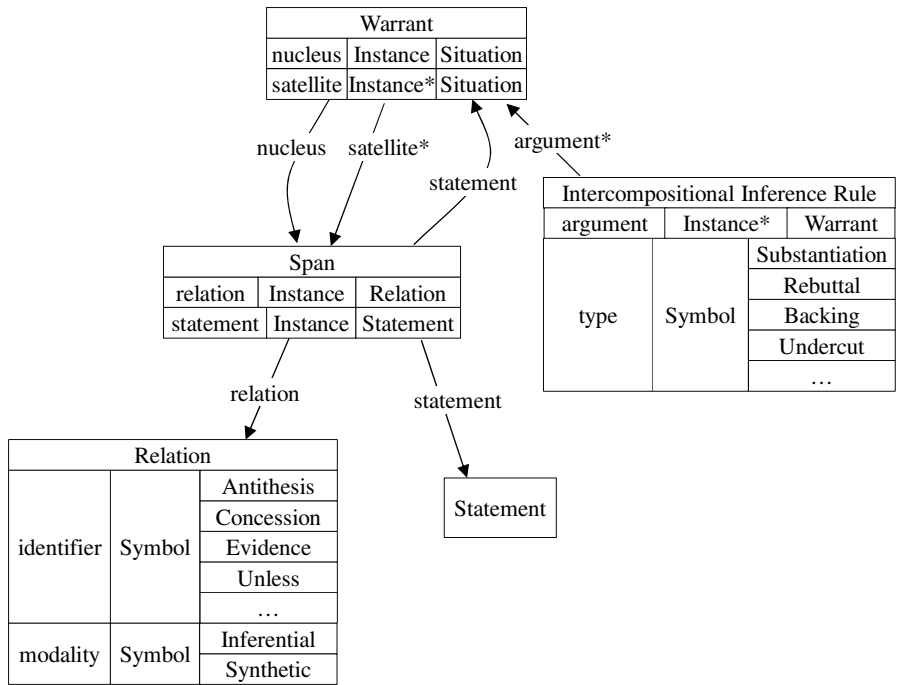 Warrant
nucleus Instance Situation
satellite Instance* Situation
nucleus
satellite*
statement
argument*
Intercompositional Inference Rule
argument Instance* Warrant
type Symbol
Substantiation
Rebuttal
Backing
Undercut
…
Span
relation Instance Relation
statement Instance Statement
relation
statement
Relation
identifier Symbol
Antithesis
Concession
Evidence
Unless
…
modality Symbol
Inferential
Synthetic
Statement